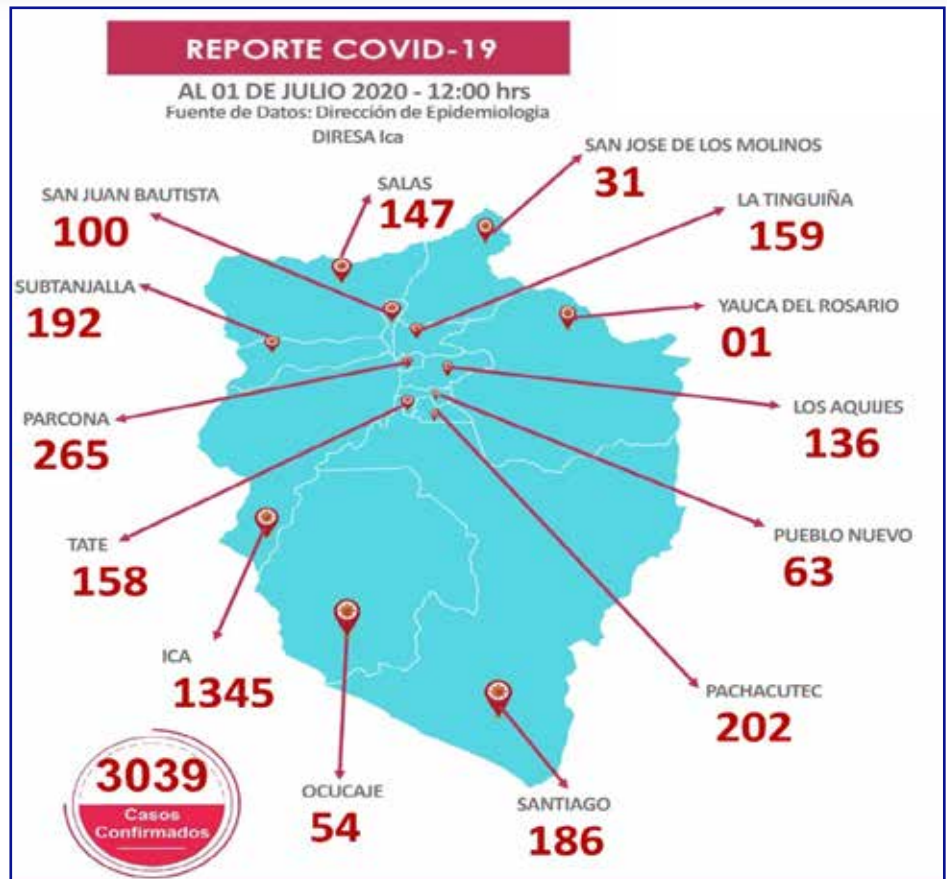 REPORTE COVID-19
AL 01 DE JULIO 2020 - 12:00 hrs
Fuente de Datos: Dirección de Epidemiologia
DIRESA Ica
SAN JOSE DE LOS MOLINOS
31
SALAS
147
SAN JUAN BAUTISTA
100
LA TINGUIÑA
159
SUBTANJALLA
192
YAUCA DEL ROSARIO
01
PARCONA
265
LOS AQUIJES
136
TATE
158
PUEBLO NUEVO
63
ICA
1345
PACHACUTEC
202
OCUCAJE
54
SANTIAGO
186
3039
Casos
Confirmados